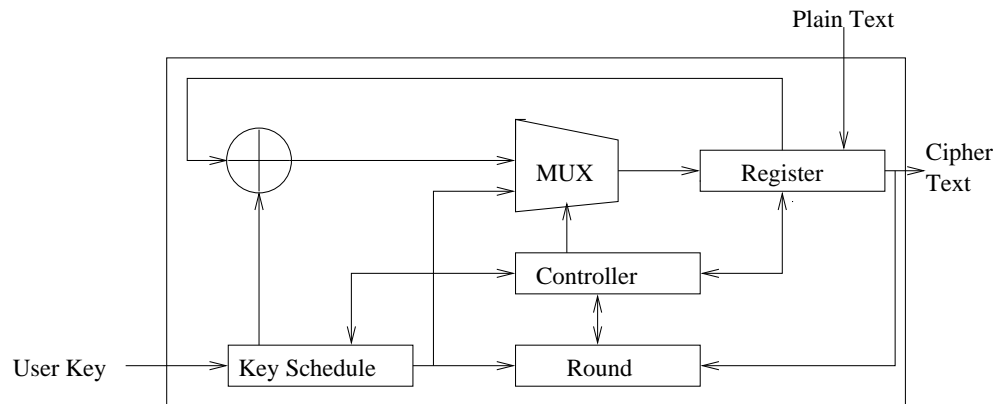 Plain Text
Cipher
Text
MUX
Register
Controller
User Key
Key Schedule
Round